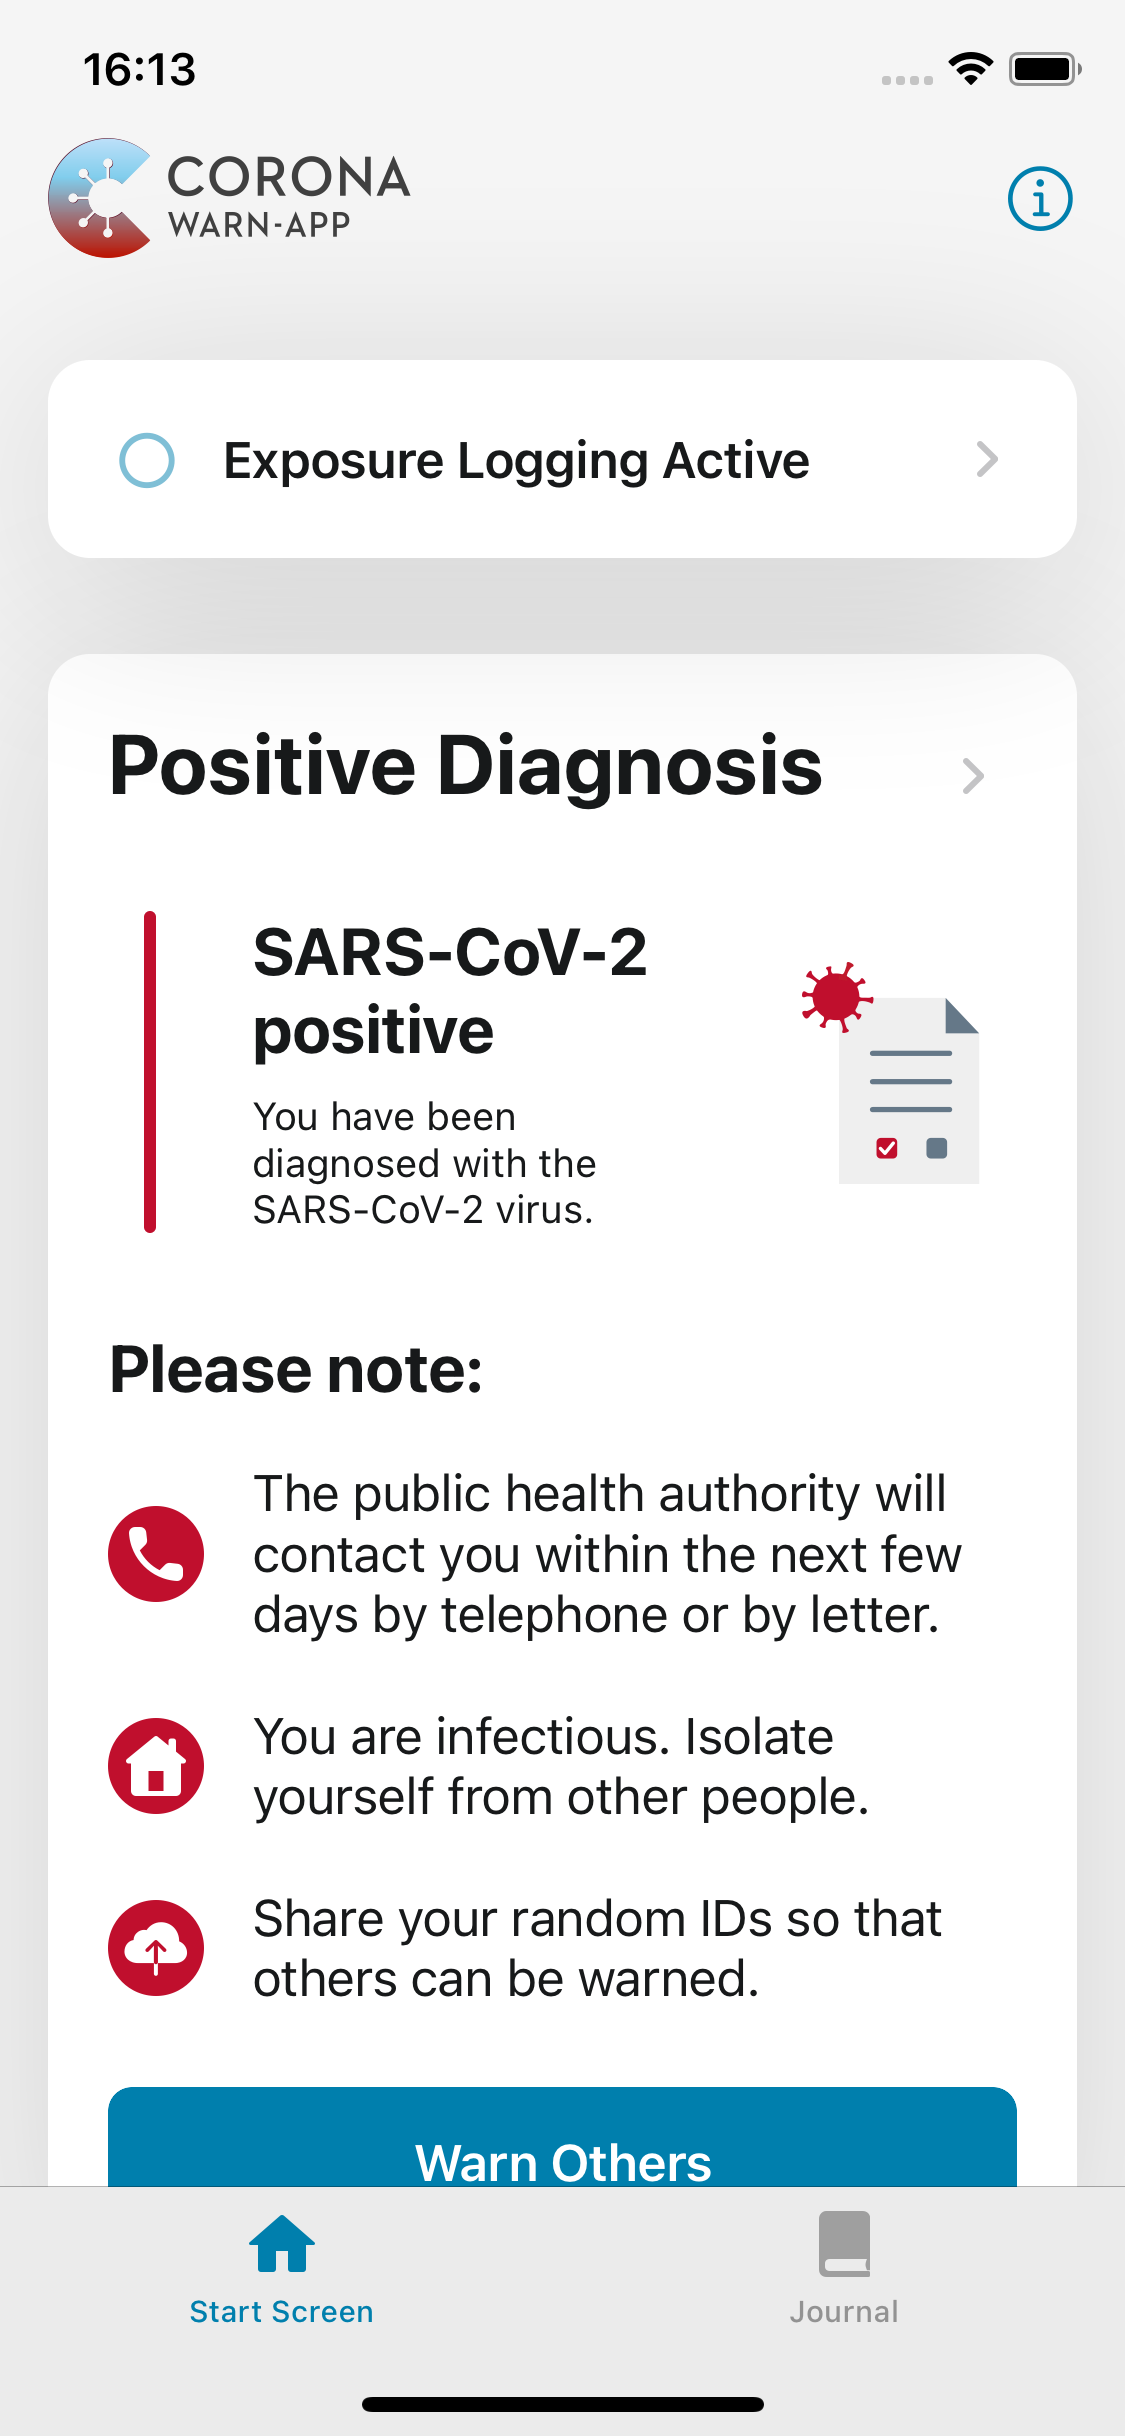 16:13
CORONA
WARN-APP
Exposure Logging Active
Positive Diagnosis
SARS-CoV-2
positive
You have been
diagnosed with the
SARS-CoV-2 virus.
Please note:
The public health authority will
contact you within the next few
days by telephone or by letter.
You are infectious. Isolate
yourself from other people.
Share your random IDs so that
others can be warned.
Warn Others
Start Screen
Journal